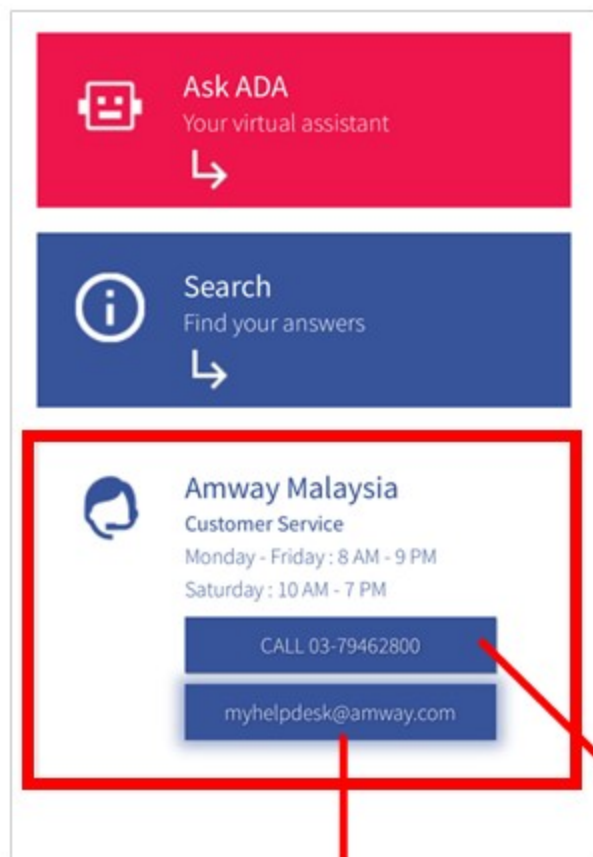 Ask ADA
Your virtual assistant
Search
Find your answers
Amway Malaysia
Customer Service
Monday - Friday : 8 AM - 9 PM
Saturday : 10 AM - 7 PM
CALL 03-79462800
myhelpdesk@amway.com